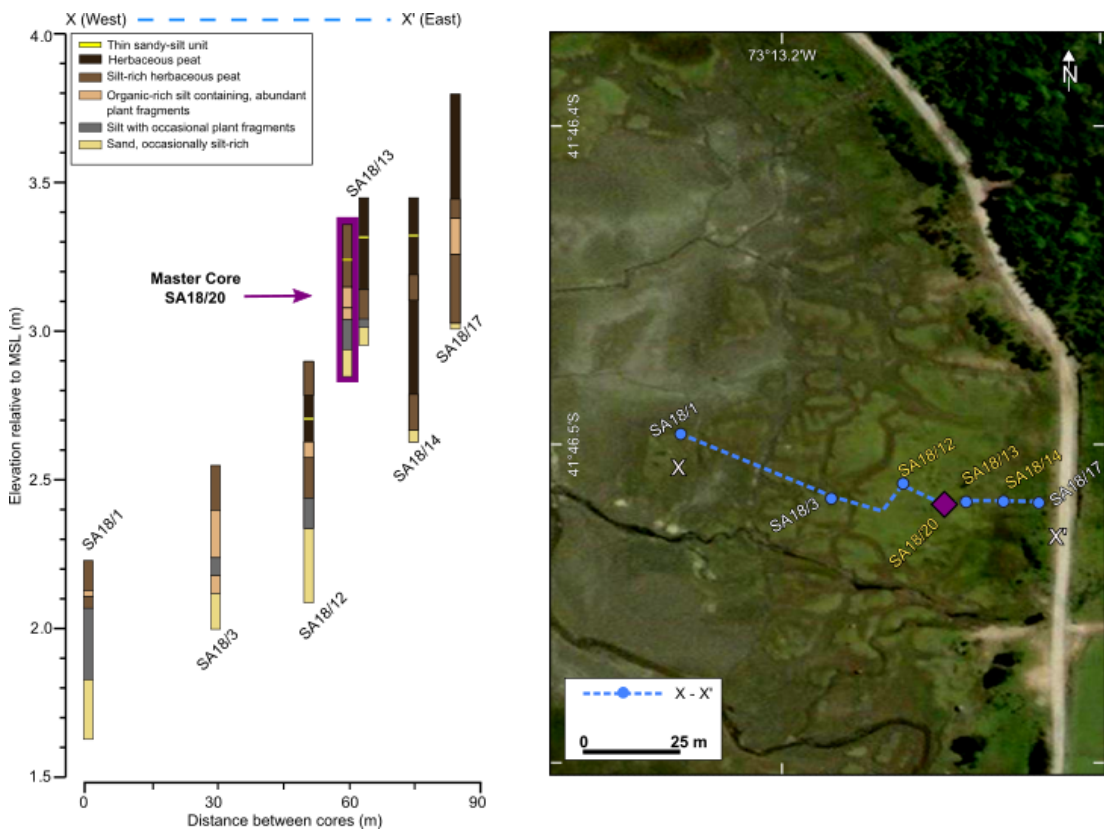 X (West)
X' (East)
4.0
3.5
3.0
2.5
2.0
1.5
Elevation relative to MSL (m)
Thin sandy-silt unit
Herbaceous peat
Silt-rich herbaceous peat
Organic-rich silt containing, abundant
plant fragments
Silt with occasional plant fragments
Sand, occasionally silt-rich
SA18/1
SA18/3
SA18/12
Master Core
SA18/20
SA18/13
SA18/14
SA18/17
0
30
60
90
Distance between cores (m)
73°13.2'W
N
41°46.4'S
41°46.5'S
SA18/1
X
SA18/3
SA18/12
SA18/20
SA18/13
SA18/14
SA18/17
X'
X - X'
0
25 m